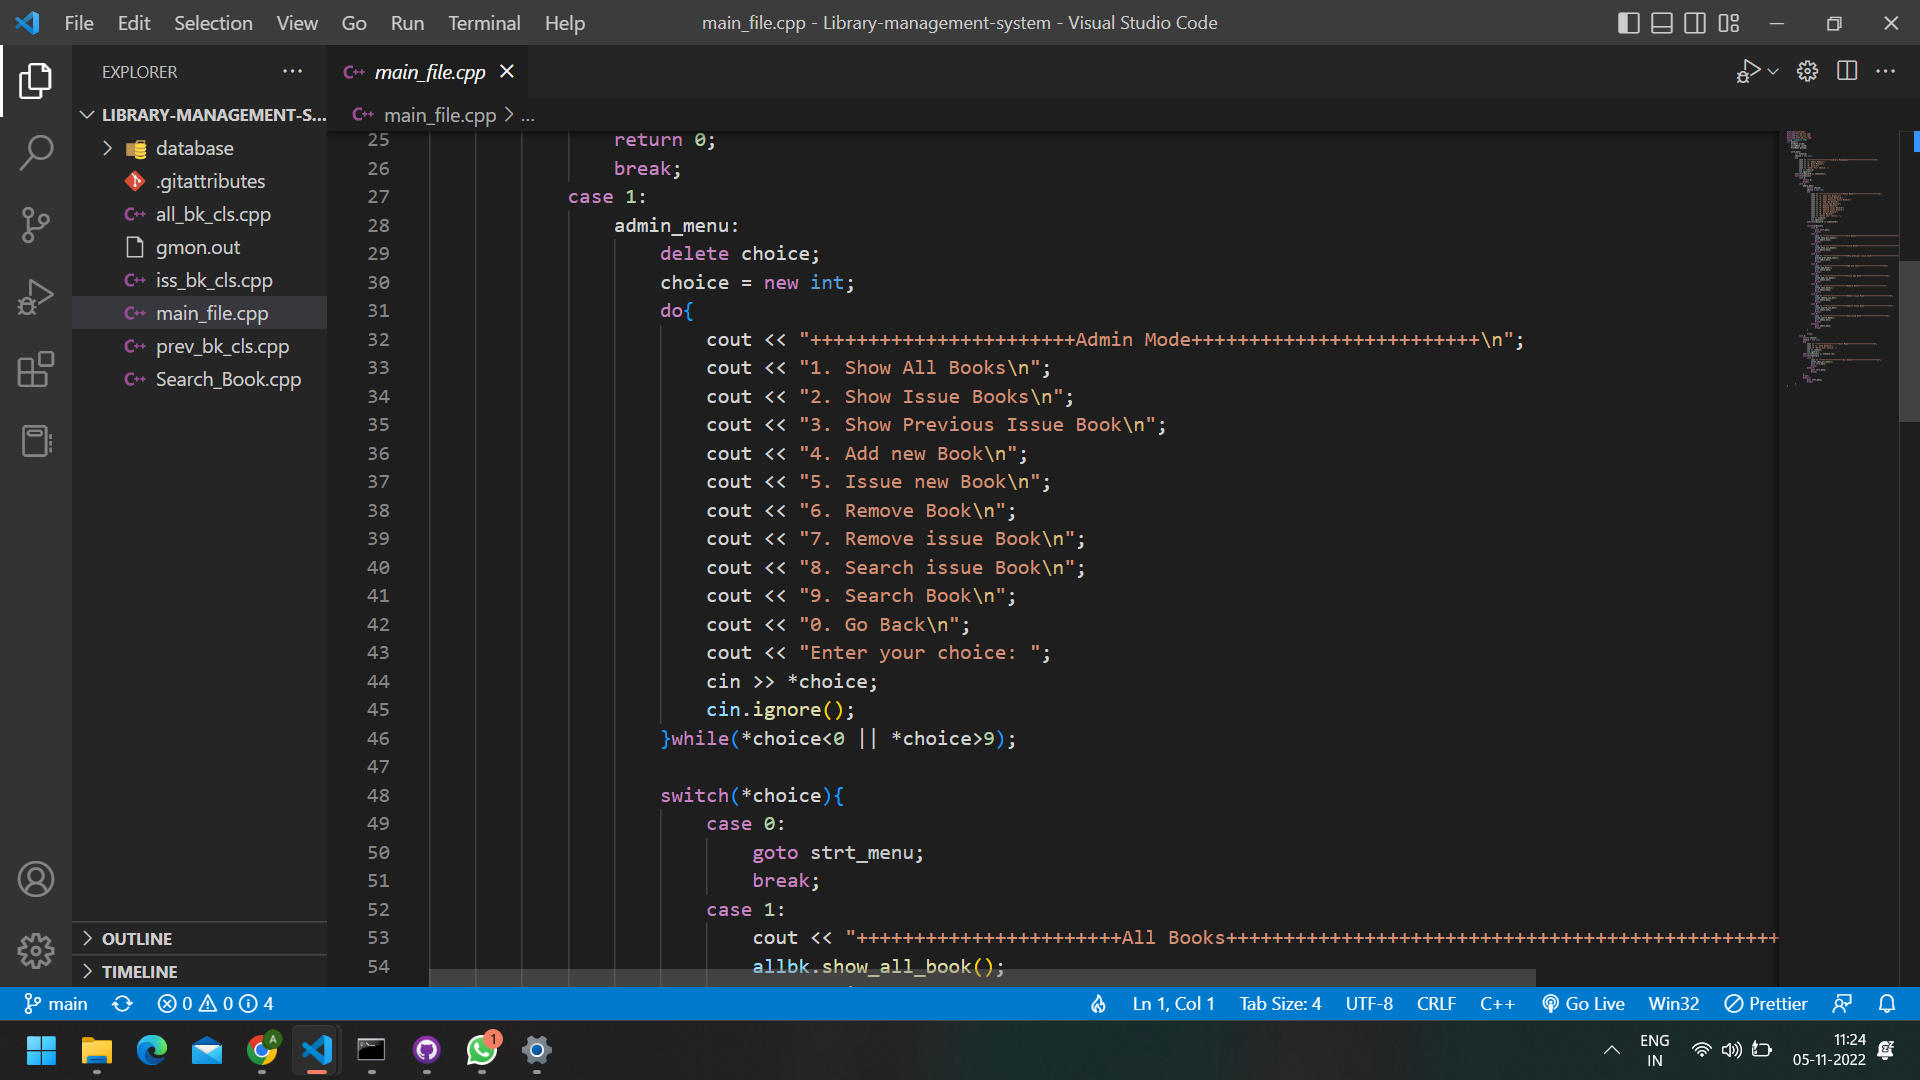 File Edit Selection View Go Run Terminal Help
main_file.cpp - Library-management-system - Visual Studio Code
EXPLORER
LIBRARY-MANAGEMENT-S...
database
.gitattributes
all_bk_cls.cpp
gmon.out
iss_bk_cls.cpp
main_file.cpp
prev_bk_cls.cpp
Search_Book.cpp
OUTLINE
TIMELINE
main_file.cpp
main_file.cpp > ...
25 return 0;
26 break;
27 case 1:
28 admin_menu:
29 delete choice;
30 choice = new int;
31 do{
32 cout << "+++++++++++++++++++++++Admin Mode+++++++++++++++++++++++++\n";
33 cout << "1. Show All Books\n";
34 cout << "2. Show Issue Books\n";
35 cout << "3. Show Previous Issue Book\n";
36 cout << "4. Add new Book\n";
37 cout << "5. Issue new Book\n";
38 cout << "6. Remove Book\n";
39 cout << "7. Remove issue Book\n";
40 cout << "8. Search issue Book\n";
41 cout << "9. Search Book\n";
42 cout << "0. Go Back\n";
43 cout << "Enter your choice: ";
44 cin >> *choice;
45 cin.ignore();
46 }while(*choice<0 || *choice>9);
47
48 switch(*choice){
49 case 0:
50 goto strt_menu;
51 break;
52 case 1:
53 cout << "+++++++++++++++++++++++All Books++++++++++++++++++++++++++++++++++++++++++++++++
54 allbk.show_all_book();
main 0 0 4
Ln 1, Col 1 Tab Size: 4 UTF-8 CRLF C++ Go Live Win32 Prettier
A
1
ENG
IN
11:24
05-11-2022